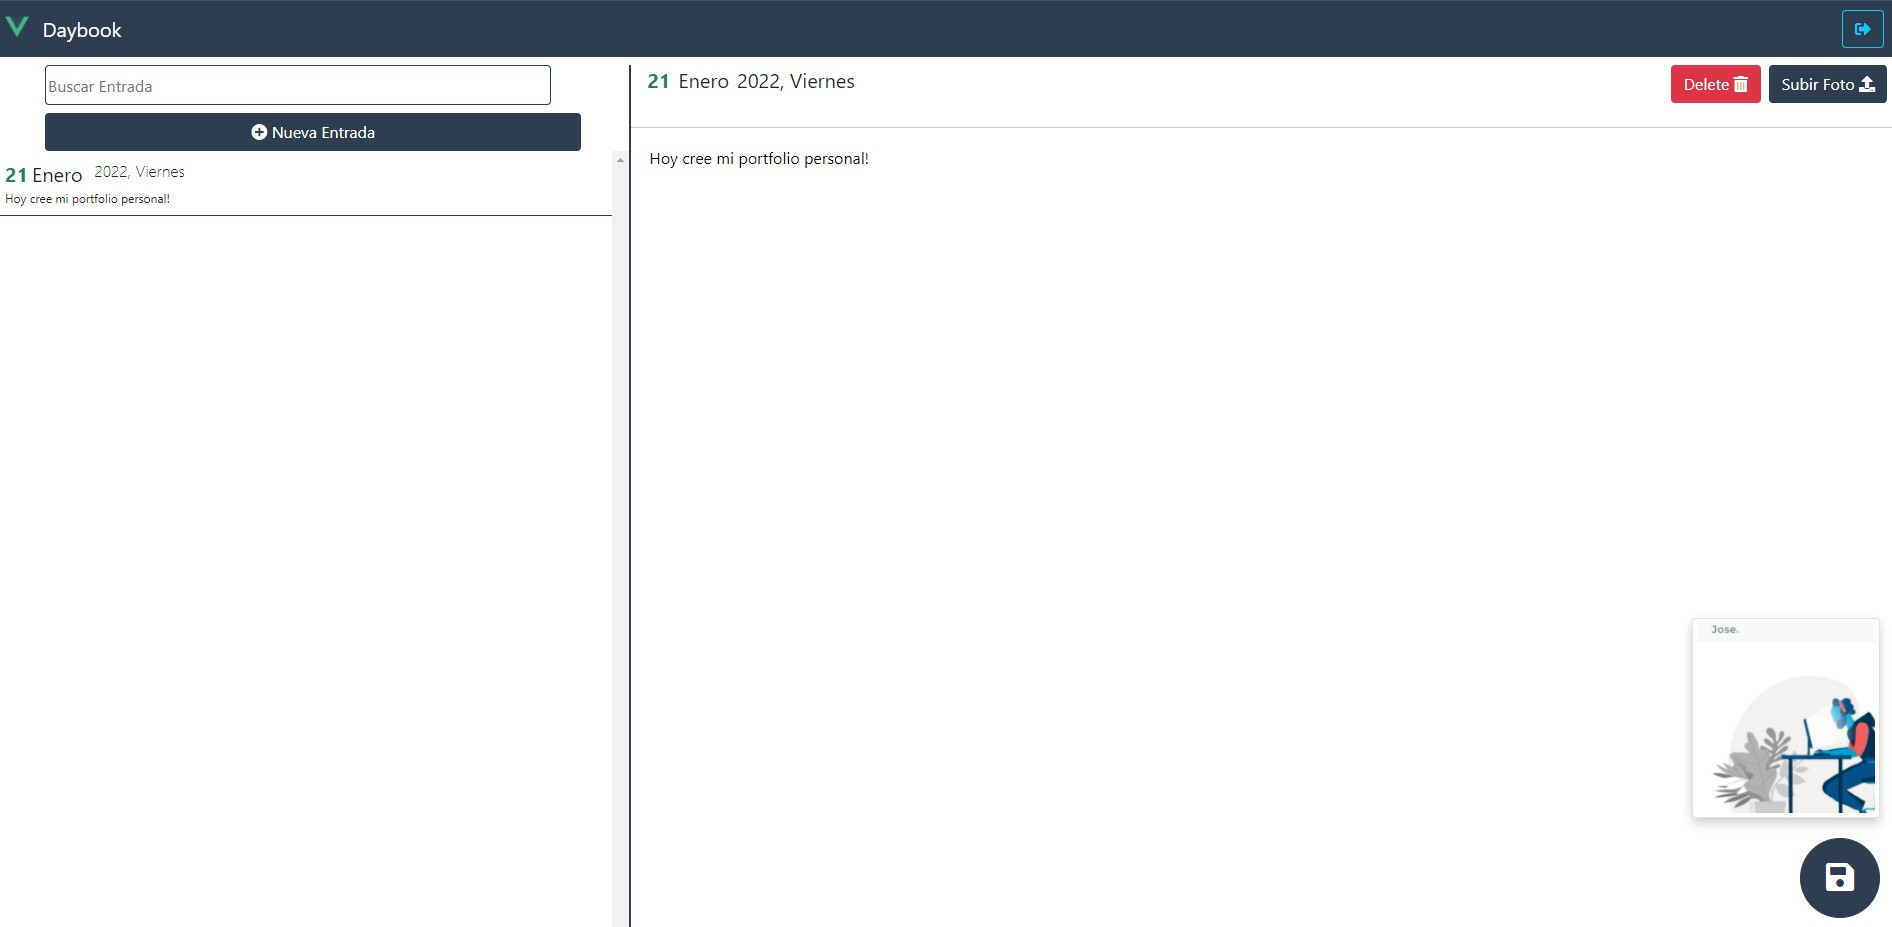 Daybook
Buscar Entrada
Nueva Entrada
21 Enero 2022, Viernes
Hoy cree mi portfolio personal!
21 Enero 2022, Viernes
Delete
Subir Foto
Hoy cree mi portfolio personal!
Jose.